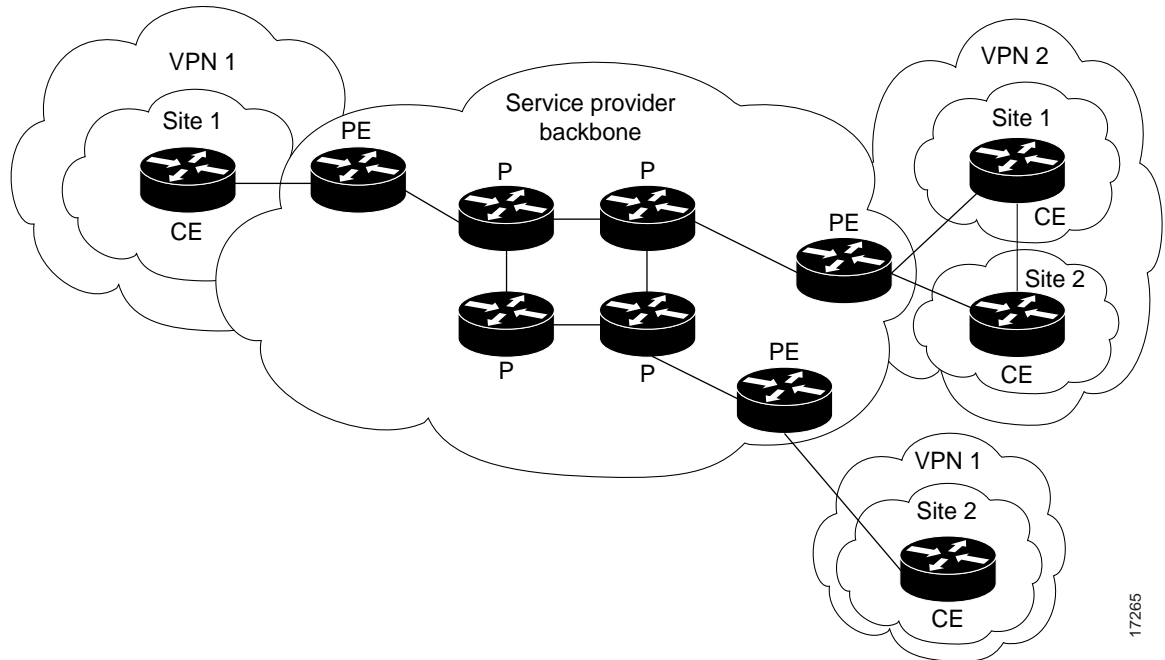 VPN 1
Site 1
CE
PE
Service provider
backbone
P
P
P
P
PE
PE
VPN 2
Site 1
CE
Site 2
CE
VPN 1
Site 2
CE
17265